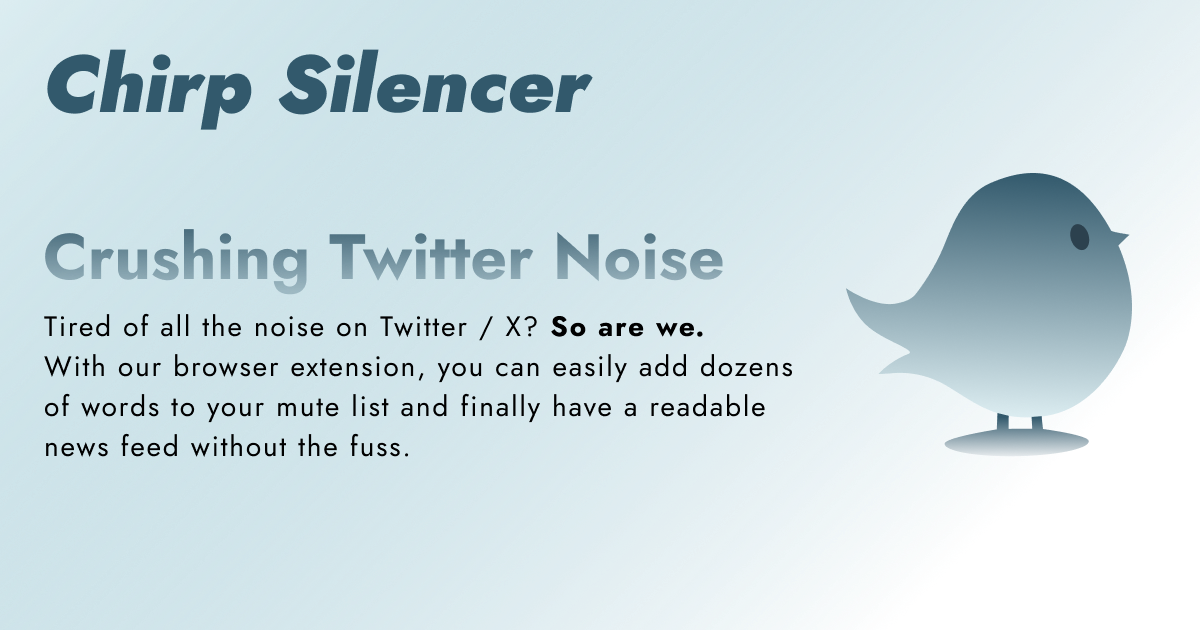 Chirp Silencer
Crushing Twitter Noise
Tired of all the noise on Twitter / X? So are we.
With our browser extension, you can easily add dozens
of words to your mute list and finally have a readable
news feed without the fuss.